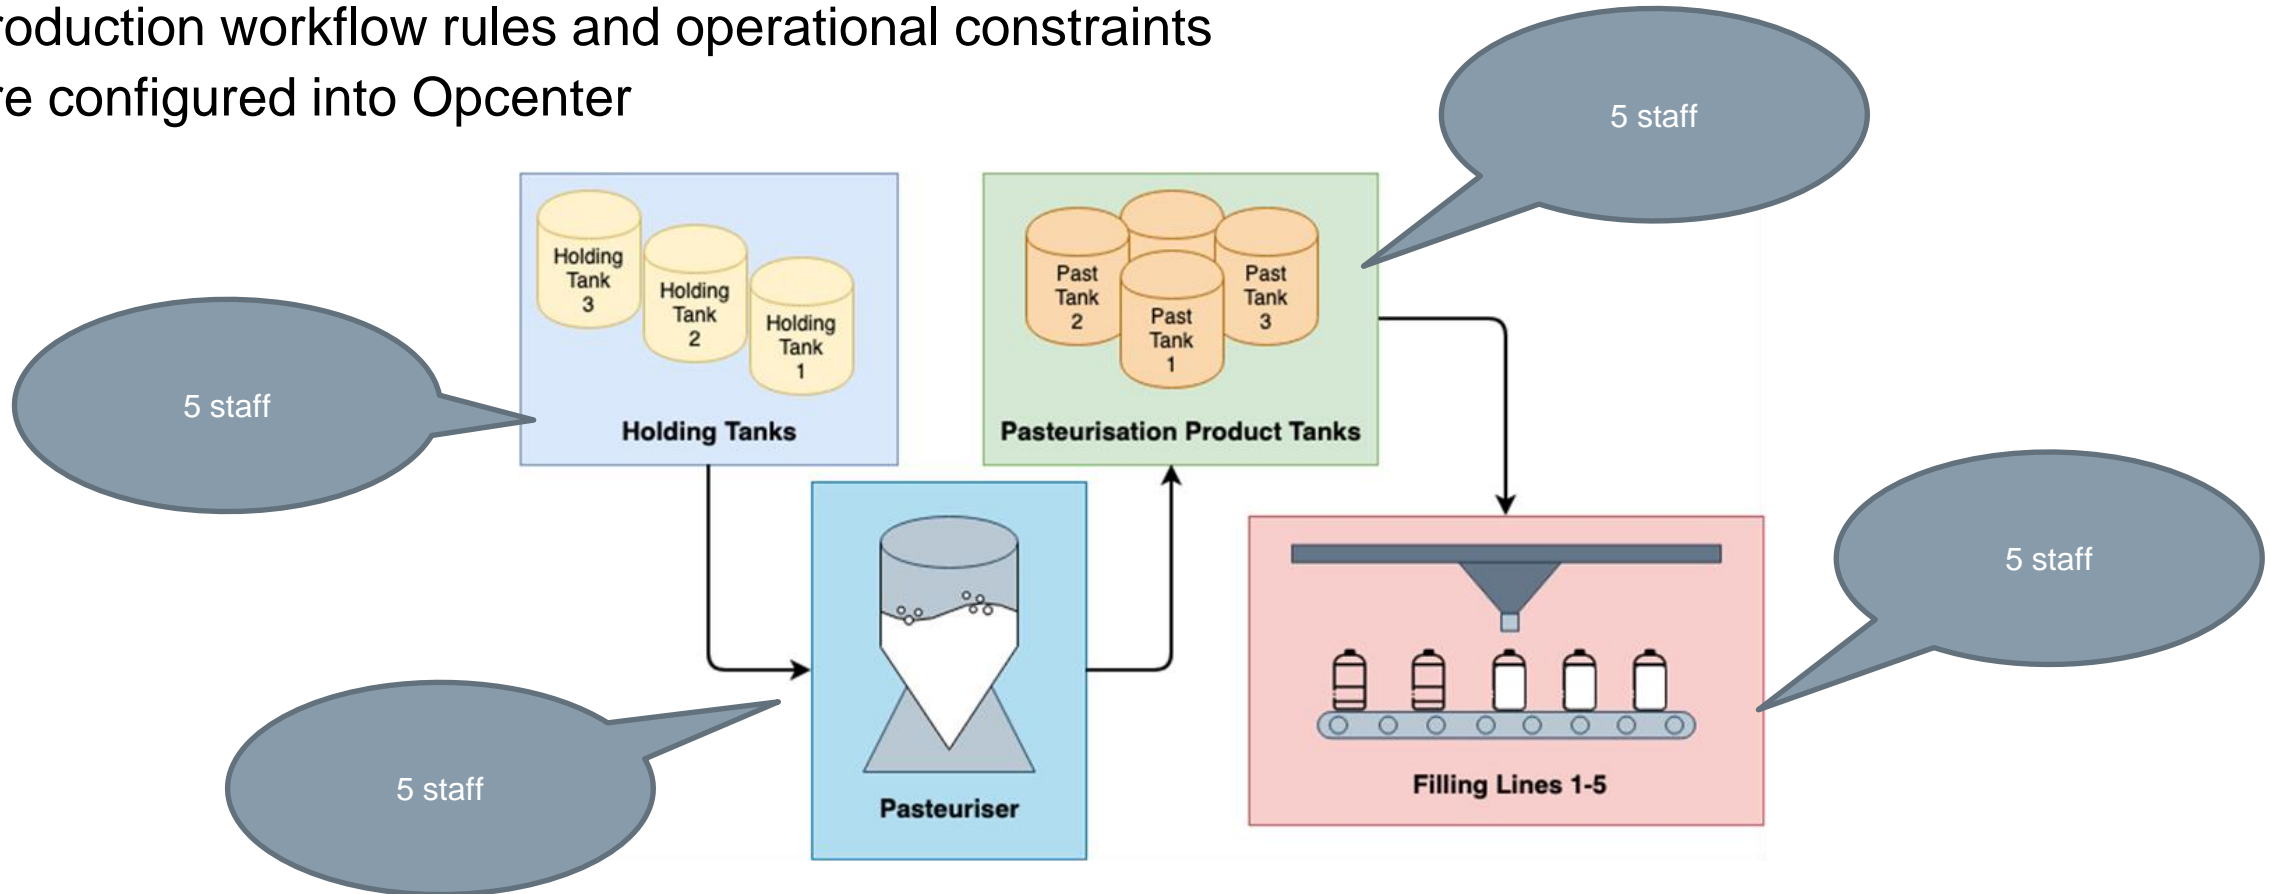 roduction workflow rules and operational constraints
re configured into Opcenter
5 staff
Holding
Tank
3
Holding
Tank
2
Holding
Tank
1
Holding Tanks
5 staff
Past
Tank
2
Past
Tank
1
Past
Tank
3
Pasteurisation Product Tanks
5 staff
Pasteuriser
5 staff
Filling Lines 1-5